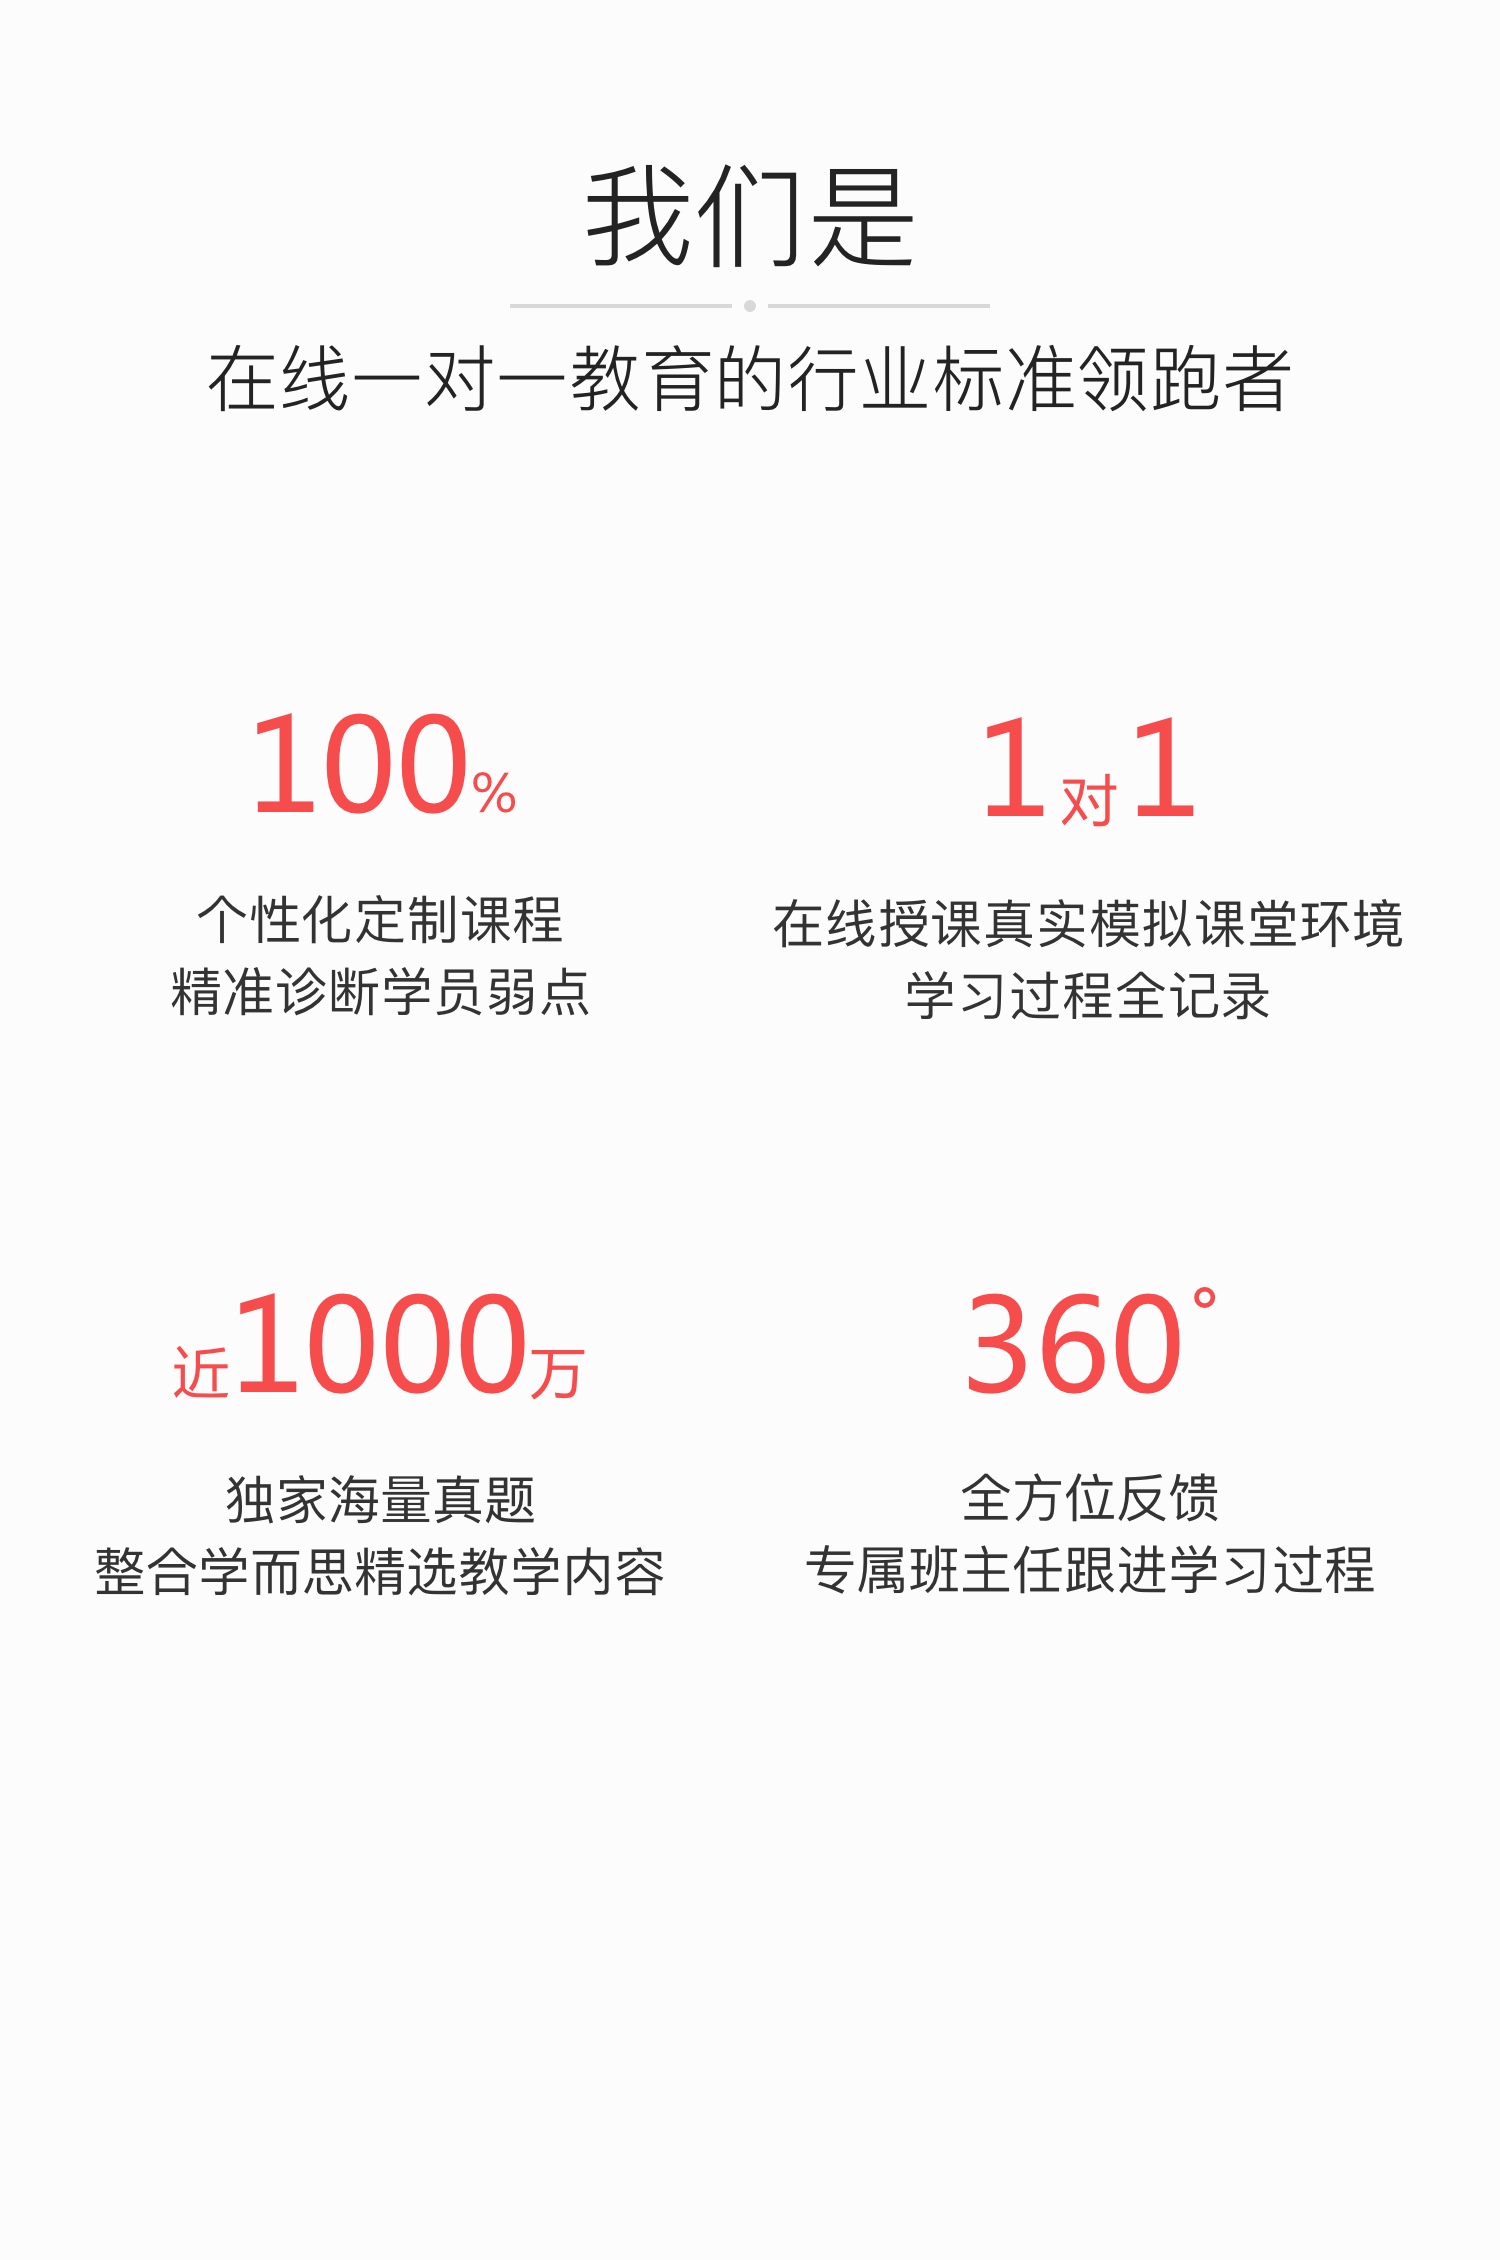 我们是
在线一对一教育的行业标准领跑者
100%
个性化定制课程
精准诊断学员弱点
1对1
在线授课真实模拟课堂环境
学习过程全记录
近1000万
独家海量真题
整合学而思精选教学内容
360°
全方位反馈
专属班主任跟进学习过程